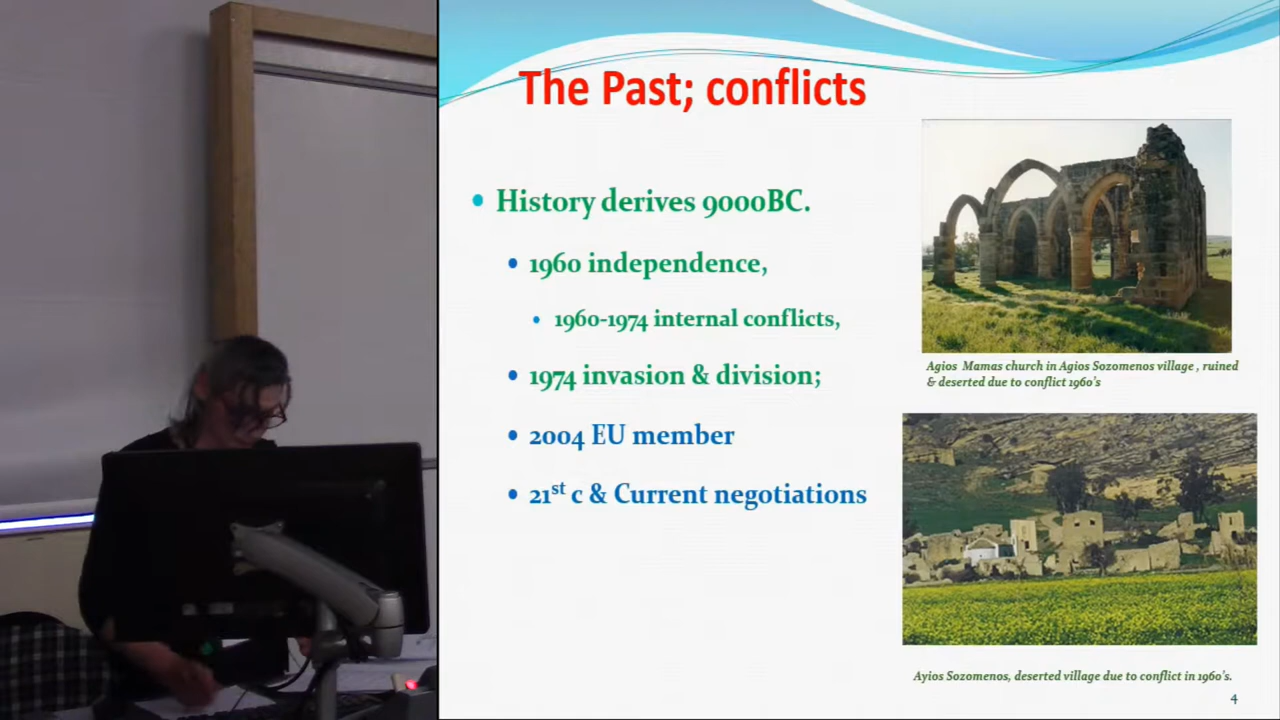 The Past; conflicts
History derives 9000BC.
1960 independence,
1960-1974 internal conflicts,
1974 invasion & division;
2004 EU member
21st c & Current negotiations
Agios Mamas church in Agios Sozomenos village , ruined
& deserted due to conflict 1960's
Ayios Sozomenos, deserted village due to conflict in 1960's.
4